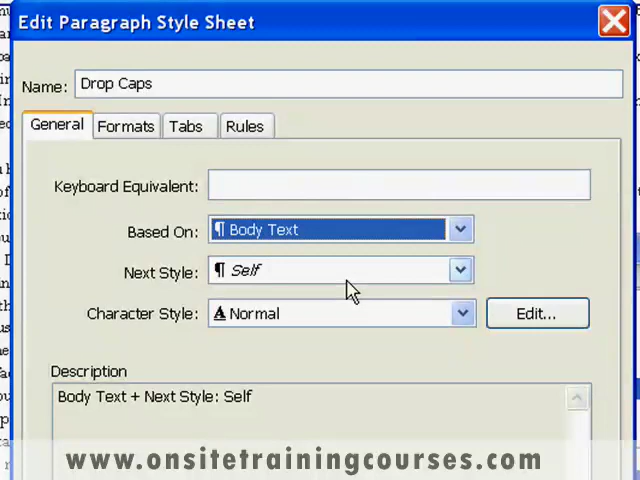 Edit Paragraph Style Sheet
Name: Drop Caps
General Formats Tabs Rules
Keyboard Equivalent:
Based On: ¶ Body Text
Next Style: ¶ Self
Character Style: A Normal Edit...
Description
Body Text + Next Style: Self
www.onsitetrainingcourses.com